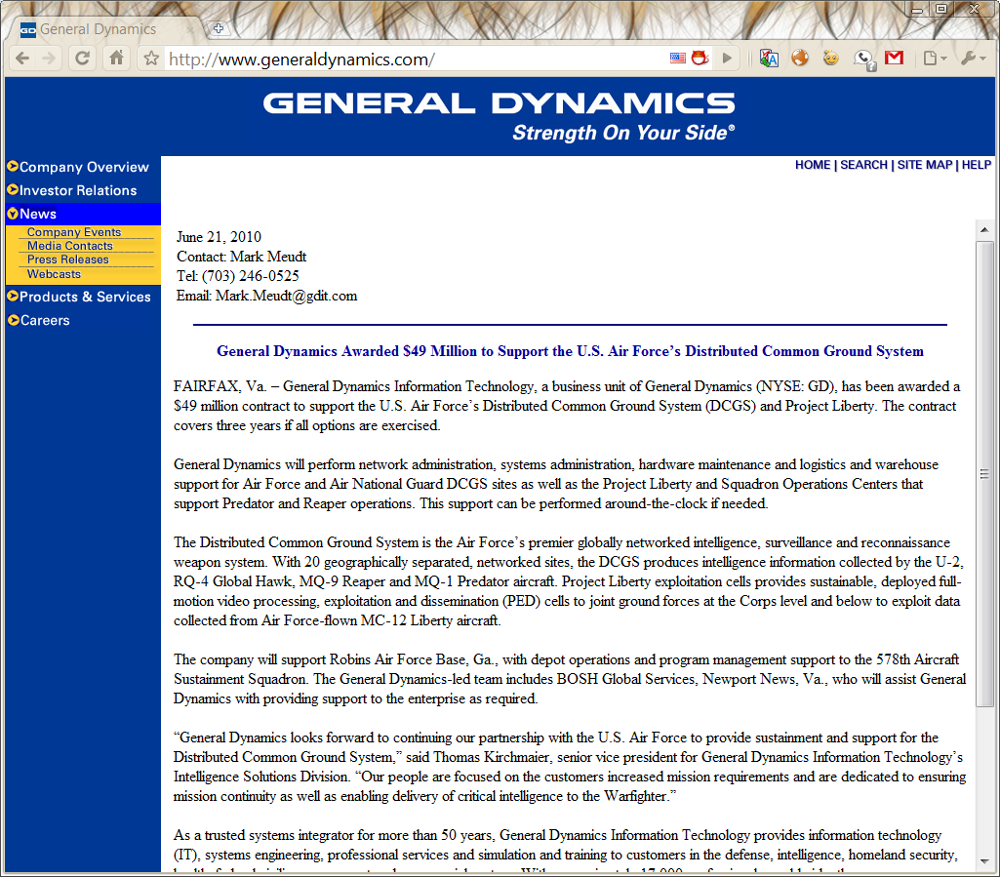 General Dynamics
http://www.generaldynamics.com/
GENERAL DYNAMICS
Strength On Your Side®
HOME | SEARCH | SITE MAP | HELP
Company Overview
Investor Relations
News
Company Events
Media Contacts
Press Releases
Webcasts
Products & Services
Careers
June 21, 2010
Contact: Mark Meudt
Tel: (703) 246-0525
Email: Mark.Meudt@gdit.com
General Dynamics Awarded $49 Million to Support the U.S. Air Force’s Distributed Common Ground System
FAIRFAX, Va. – General Dynamics Information Technology, a business unit of General Dynamics (NYSE: GD), has been awarded a
$49 million contract to support the U.S. Air Force’s Distributed Common Ground System (DCGS) and Project Liberty. The contract
covers three years if all options are exercised.
General Dynamics will perform network administration, systems administration, hardware maintenance and logistics and warehouse
support for Air Force and Air National Guard DCGS sites as well as the Project Liberty and Squadron Operations Centers that
support Predator and Reaper operations. This support can be performed around-the-clock if needed.
The Distributed Common Ground System is the Air Force’s premier globally networked intelligence, surveillance and reconnaissance
weapon system. With 20 geographically separated, networked sites, the DCGS produces intelligence information collected by the U-2,
RQ-4 Global Hawk, MQ-9 Reaper and MQ-1 Predator aircraft. Project Liberty exploitation cells provides sustainable, deployed full-
motion video processing, exploitation and dissemination (PED) cells to joint ground forces at the Corps level and below to exploit data
collected from Air Force-flown MC-12 Liberty aircraft.
The company will support Robins Air Force Base, Ga., with depot operations and program management support to the 578th Aircraft
Sustainment Squadron. The General Dynamics-led team includes BOSH Global Services, Newport News, Va., who will assist General
Dynamics with providing support to the enterprise as required.
“General Dynamics looks forward to continuing our partnership with the U.S. Air Force to provide sustainment and support for the
Distributed Common Ground System,” said Thomas Kirchmaier, senior vice president for General Dynamics Information Technology’s
Intelligence Solutions Division. “Our people are focused on the customers increased mission requirements and are dedicated to ensuring
mission continuity as well as enabling delivery of critical intelligence to the Warfighter.”
As a trusted systems integrator for more than 50 years, General Dynamics Information Technology provides information technology
(IT), systems engineering, professional services and simulation and training to customers in the defense, intelligence, homeland security,